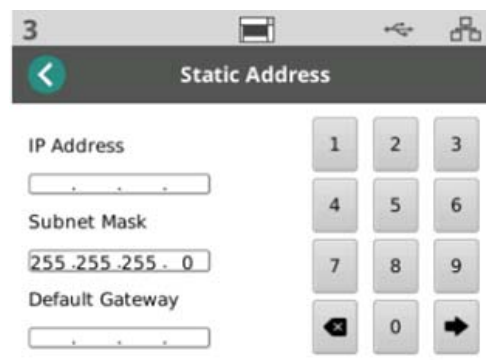 3
Static Address
IP Address
. . .
Subnet Mask
255 .255 .255 . 0
Default Gateway
. . .
1 2 3
4 5 6
7 8 9
0